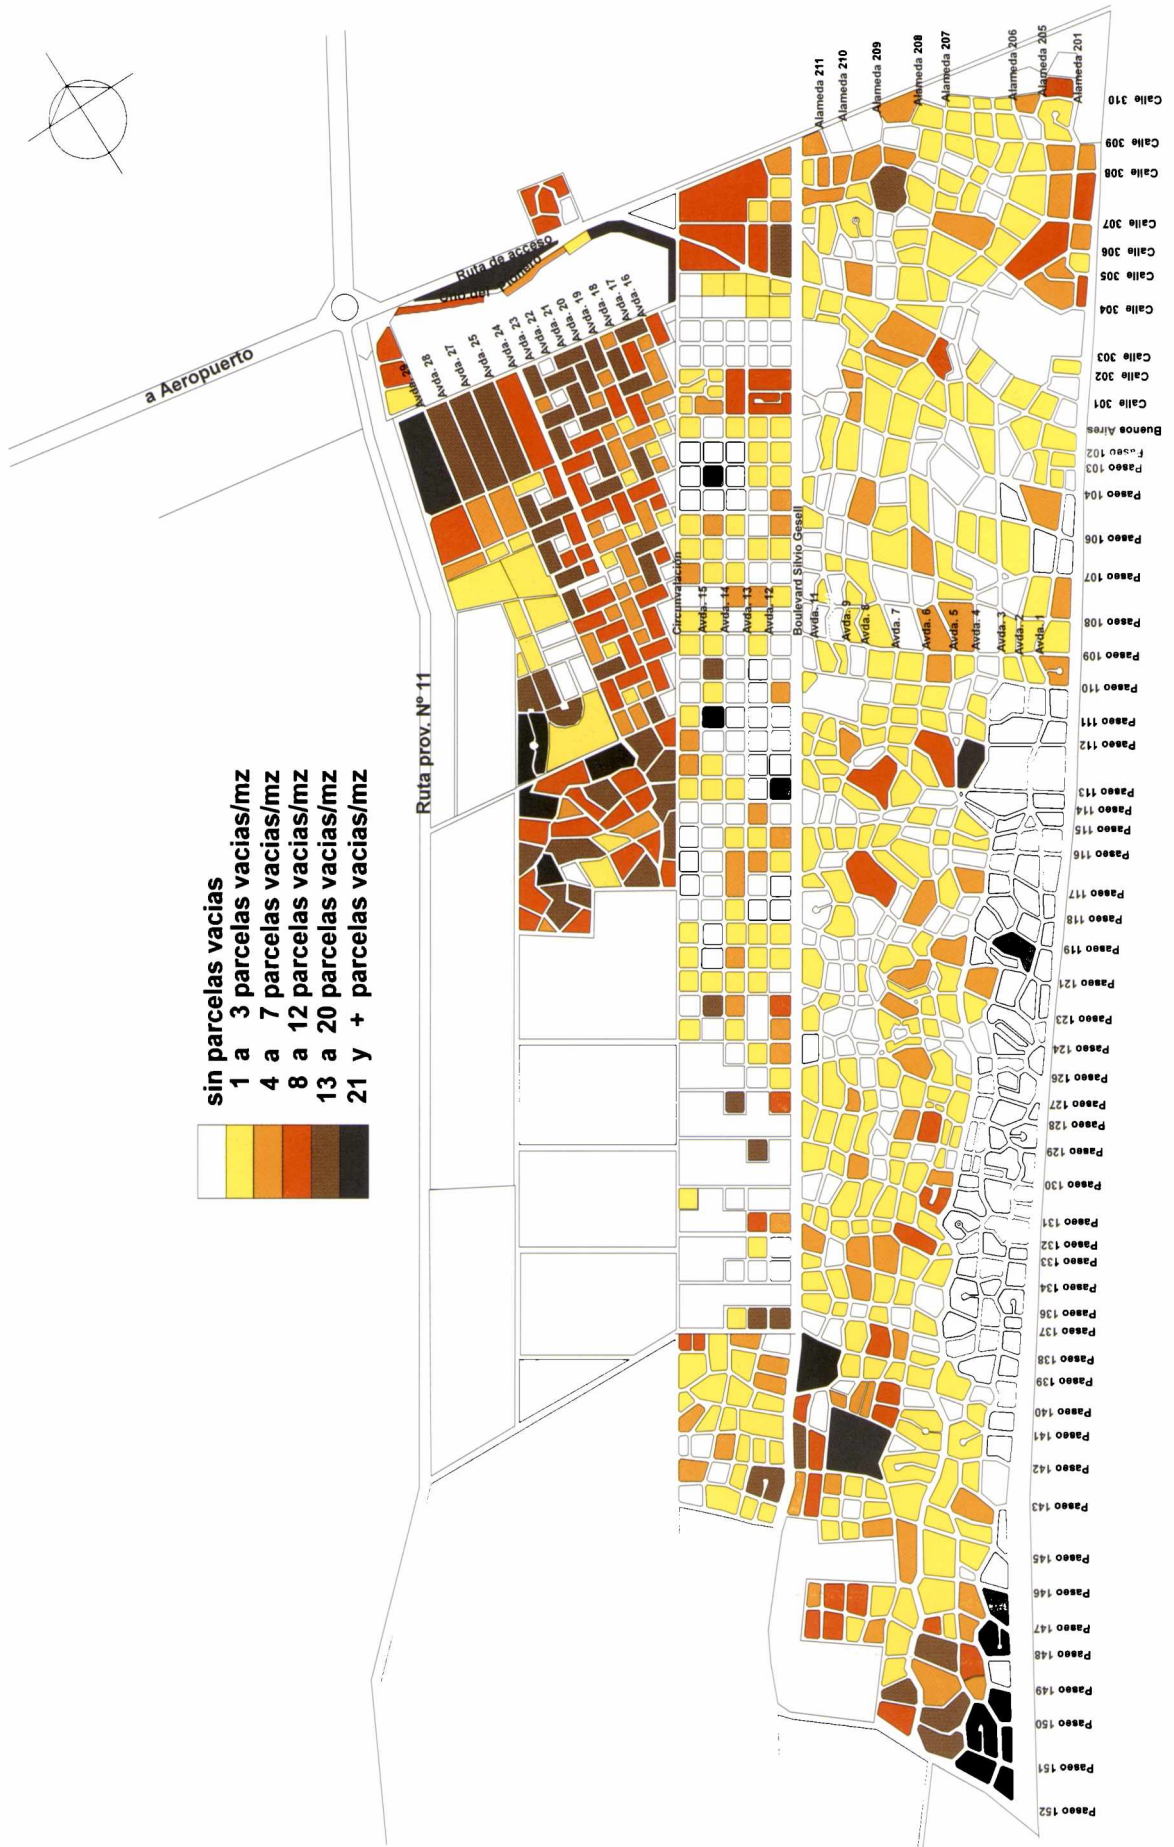 sin parcelas vacias
1 a 3 parcelas vacias/mz
4 a 7 parcelas vacias/mz
8 a 12 parcelas vacias/mz
13 a 20 parcelas vacias/mz
21 y + parcelas vacias/mz
a Aeropuerto
Ruta prov. Nº 11
Ruta de acceso
Pionero
Avda. 29
Avda. 28
Avda. 27
Avda. 25
Avda. 24
Avda. 23
Avda. 22
Avda. 21
Avda. 20
Avda. 19
Avda. 18
Avda. 17
Avda. 16
Circunvalación
Avda. 15
Avda. 14
Avda. 13
Avda. 12
Boulevard Silvio Gesell
Avda. 11
Avda. 9
Avda. 8
Avda. 7
Avda. 6
Avda. 5
Avda. 4
Avda. 3
Avda. 2
Avda. 1
Alameda 211
Alameda 210
Alameda 209
Alameda 208
Alameda 207
Alameda 206
Alameda 205
Alameda 201
Calle 310
Calle 309
Calle 308
Calle 307
Calle 306
Calle 305
Calle 304
Calle 303
Calle 302
Calle 301
Buenos Aires
Paseo 102
Paseo 103
Paseo 104
Paseo 106
Paseo 107
Paseo 108
Paseo 109
Paseo 110
Paseo 111
Paseo 112
Paseo 113
Paseo 114
Paseo 115
Paseo 116
Paseo 117
Paseo 118
Paseo 119
Paseo 121
Paseo 123
Paseo 124
Paseo 126
Paseo 127
Paseo 128
Paseo 129
Paseo 130
Paseo 131
Paseo 132
Paseo 133
Paseo 134
Paseo 136
Paseo 137
Paseo 138
Paseo 139
Paseo 140
Paseo 141
Paseo 142
Paseo 143
Paseo 145
Paseo 146
Paseo 147
Paseo 148
Paseo 149
Paseo 150
Paseo 151
Paseo 152